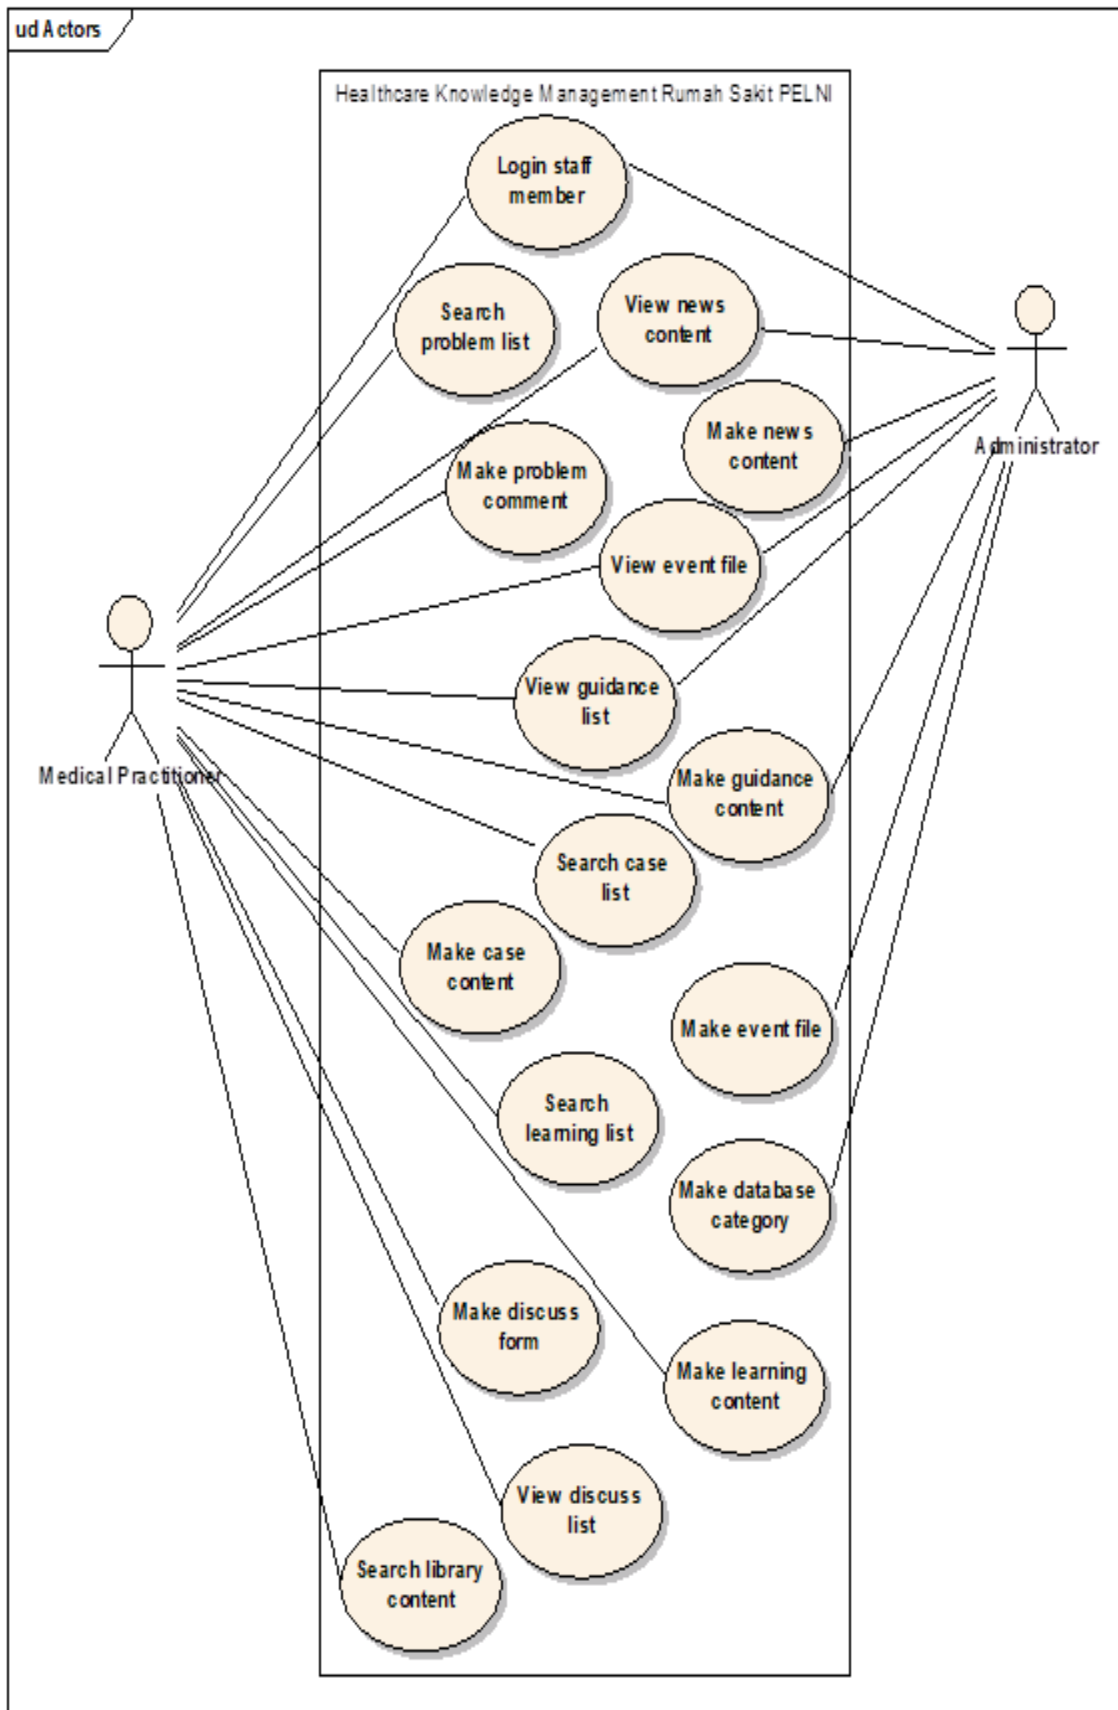 ud Actors
Healthcare Knowledge Management Rumah Sakit PELNI
Login staff
member
Search
problem list
View news
content
Make news
content
Administrator
Make problem
comment
View event file
View guidance
list
Medical Practitioner
Make guidance
content
Search case
list
Make case
content
Make event file
Search
learning list
Make database
category
Make discuss
form
Make learning
content
View discuss
list
Search library
content